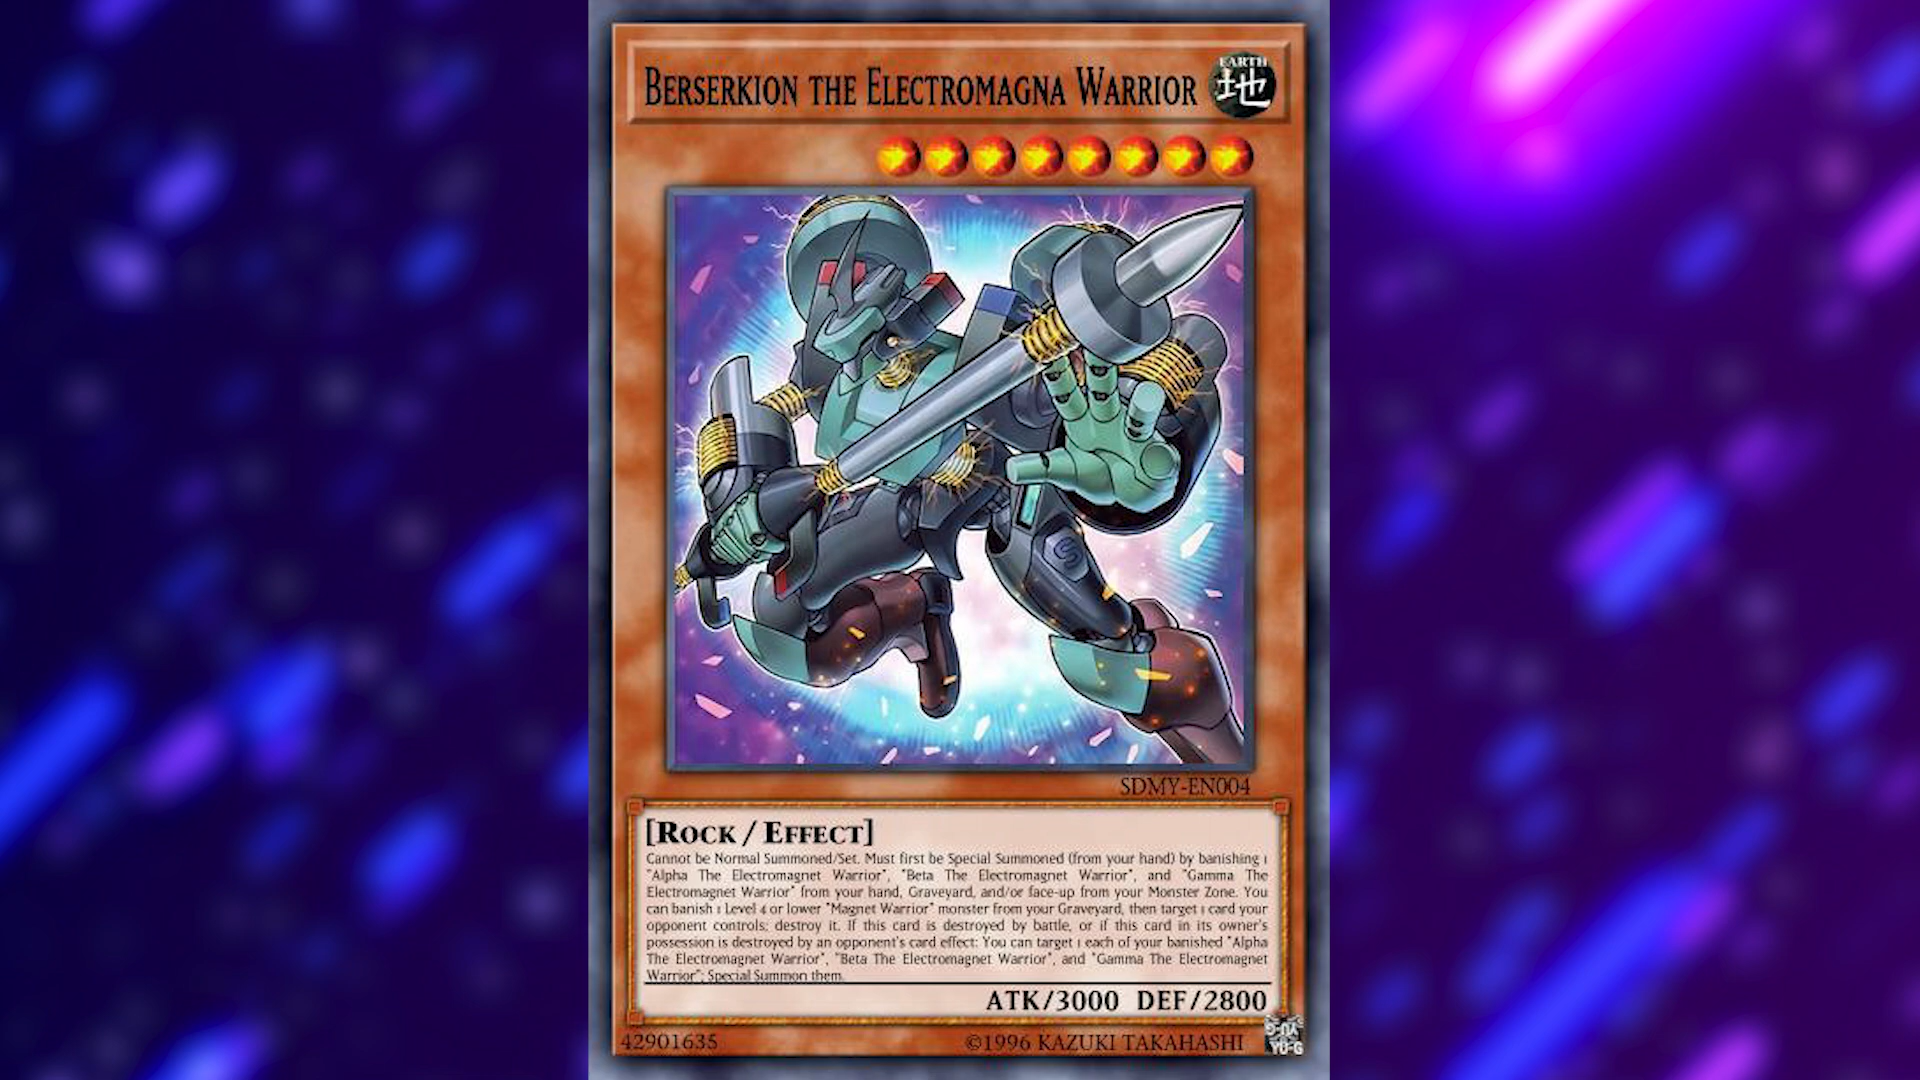 BERSERKION THE ELECTROMAGNA WARRIOR
EARTH
地
S
SDMY-EN004
[ROCK / EFFECT]
Cannot be Normal Summoned/Set. Must first be Special Summoned (from your hand) by banishing 1
"Alpha The Electromagnet Warrior", "Beta The Electromagnet Warrior", and "Gamma The
Electromagnet Warrior" from your hand, Graveyard, and/or face-up from your Monster Zone. You
can banish 1 Level 4 or lower "Magnet Warrior" monster from your Graveyard, then target 1 card your
opponent controls; destroy it. If this card is destroyed by battle, or if this card in its owner's
possession is destroyed by an opponent's card effect: You can target 1 each of your banished "Alpha
The Electromagnet Warrior", "Beta The Electromagnet Warrior", and "Gamma The Electromagnet
Warrior"; Special Summon them.
ATK/3000 DEF/2800
42901635
©1996 KAZUKI TAKAHASHI
YU-G